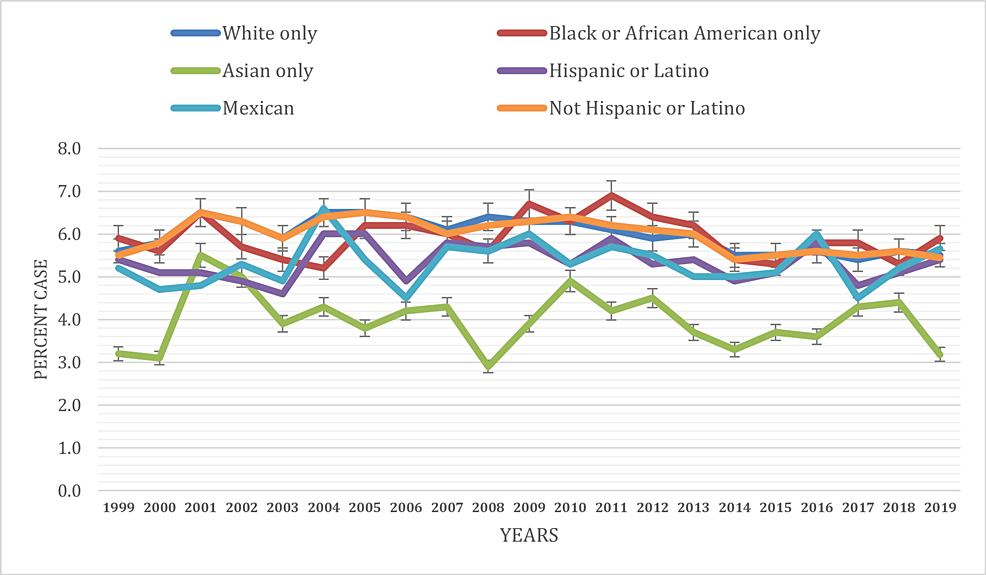 White only Black or African American only
Asian only Hispanic or Latino
Mexican Not Hispanic or Latino
8.0
7.0
6.0
5.0
4.0
3.0
2.0
1.0
0.0
PERCENT CASE
1999 2000 2001 2002 2003 2004 2005 2006 2007 2008 2009 2010 2011 2012 2013 2014 2015 2016 2017 2018 2019
YEARS